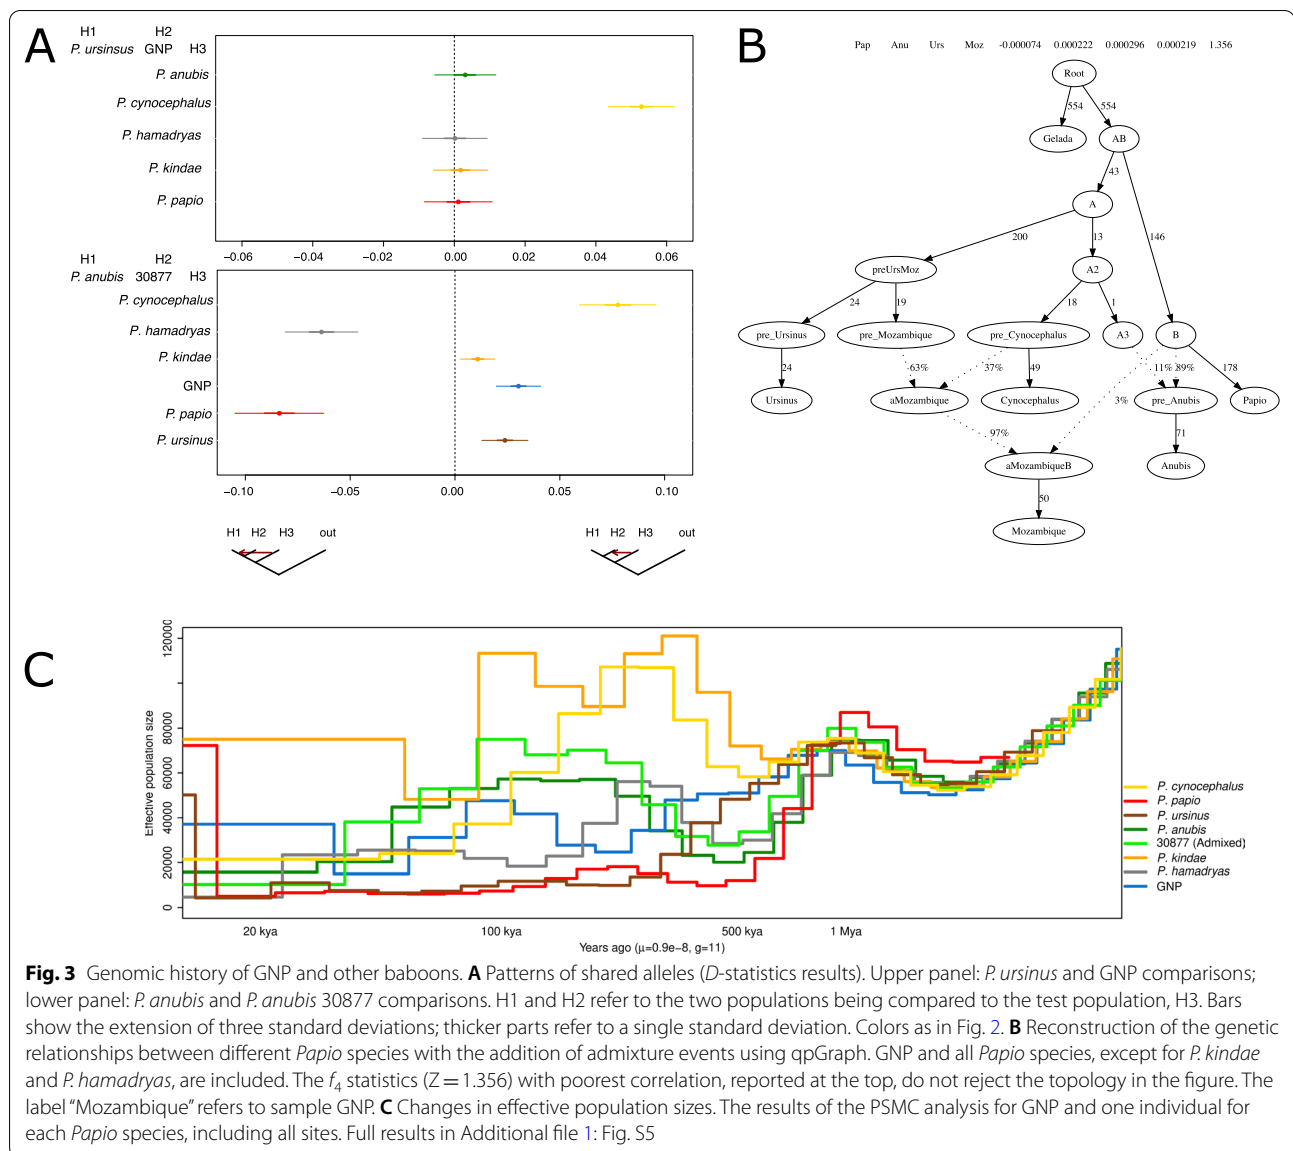 A
H1 H2
P. ursinsus GNP H3
P. anubis
P. cynocephalus
P. hamadryas
P. kindae
P. papio
−0.06 −0.04 −0.02 0.00 0.02 0.04 0.06
H1 H2
P. anubis 30877 H3
P. cynocephalus
P. hamadryas
P. kindae
GNP
P. papio
P. ursinus
−0.10 −0.05 0.00 0.05 0.10
H1 H2 H3 out
H1 H2 H3 out
B
Pap Anu Urs Moz -0.000074 0.000222 0.000296 0.000219 1.356
Root
554 554
Gelada AB
43
A
200 13 146
preUrsMoz A2
24 19 18 1
pre_Ursinus pre_Mozambique pre_Cynocephalus A3 B
24 63% 37% 49 11% 89% 178
Ursinus aMozambique Cynocephalus 3% pre_Anubis Papio
97% 71
aMozambiqueB Anubis
50
Mozambique
C
Effective population size
120000
80000
60000
40000
20000
0
20 kya 100 kya 500 kya 1 Mya
Years ago (μ=0.9e−8, g=11)
P. cynocephalus
P. papio
P. ursinus
P. anubis
30877 (Admixed)
P. kindae
P. hamadryas
GNP
Fig. 3 Genomic history of GNP and other baboons. A Patterns of shared alleles (D-statistics results). Upper panel: P. ursinus and GNP comparisons;
lower panel: P. anubis and P. anubis 30877 comparisons. H1 and H2 refer to the two populations being compared to the test population, H3. Bars
show the extension of three standard deviations; thicker parts refer to a single standard deviation. Colors as in Fig. 2. B Reconstruction of the genetic
relationships between different Papio species with the addition of admixture events using qpGraph. GNP and all Papio species, except for P. kindae
and P. hamadryas, are included. The f4 statistics (Z = 1.356) with poorest correlation, reported at the top, do not reject the topology in the figure. The
label “Mozambique” refers to sample GNP. C Changes in effective population sizes. The results of the PSMC analysis for GNP and one individual for
each Papio species, including all sites. Full results in Additional file 1: Fig. S5